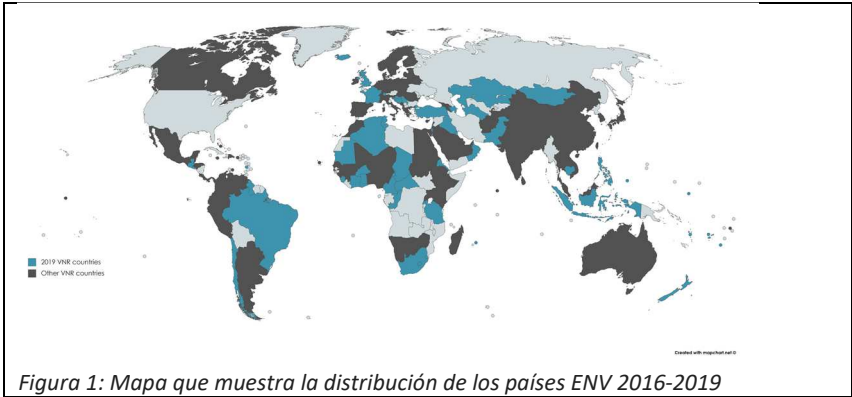 2019 VNR countries
Other VNR countries
Created with mapchart.net ©
Figura 1: Mapa que muestra la distribución de los países ENV 2016-2019